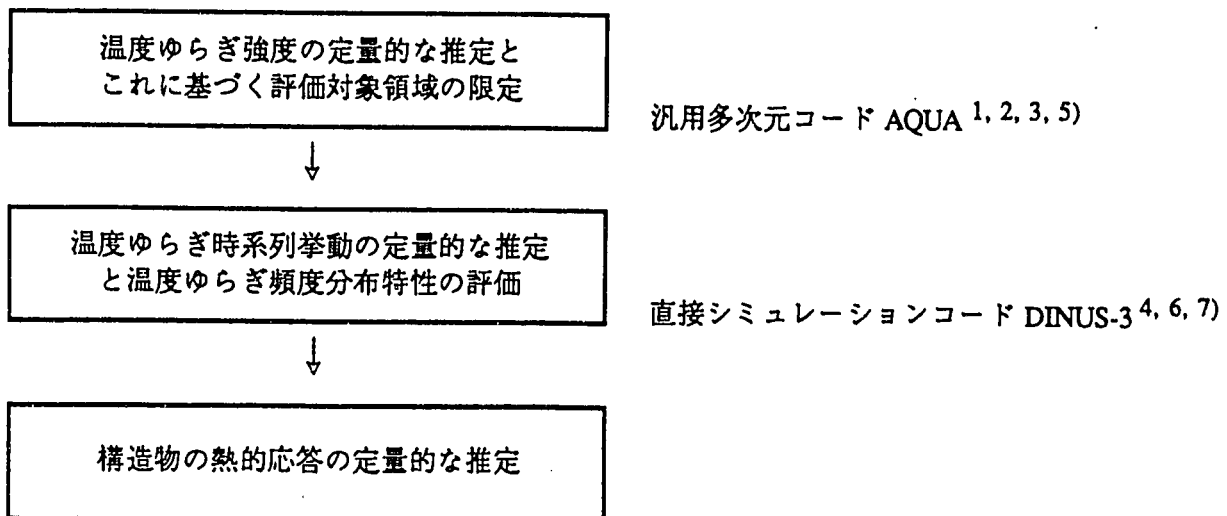 温度ゆらぎ強度の定量的な推定と
これに基づく評価対象領域の限定
汎用多次元コード AQUA 1, 2, 3, 5)
温度ゆらぎ時系列挙動の定量的な推定
と温度ゆらぎ頻度分布特性の評価
直接シミュレーションコード DINUS-3 4, 6, 7)
構造物の熱的応答の定量的な推定